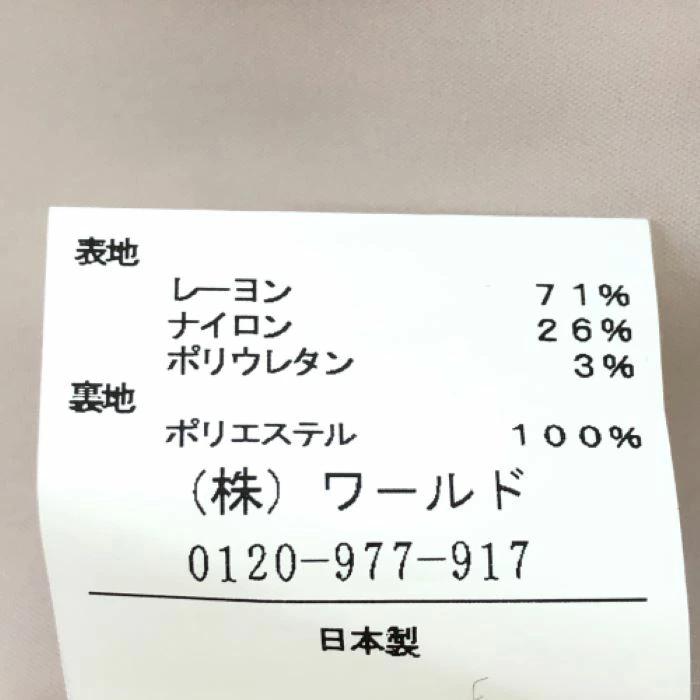 表地
レーヨン ７１％
ナイロン ２６％
ポリウレタン ３％
裏地
ポリエステル １００％
（株）ワールド
0120-977-917
日本製